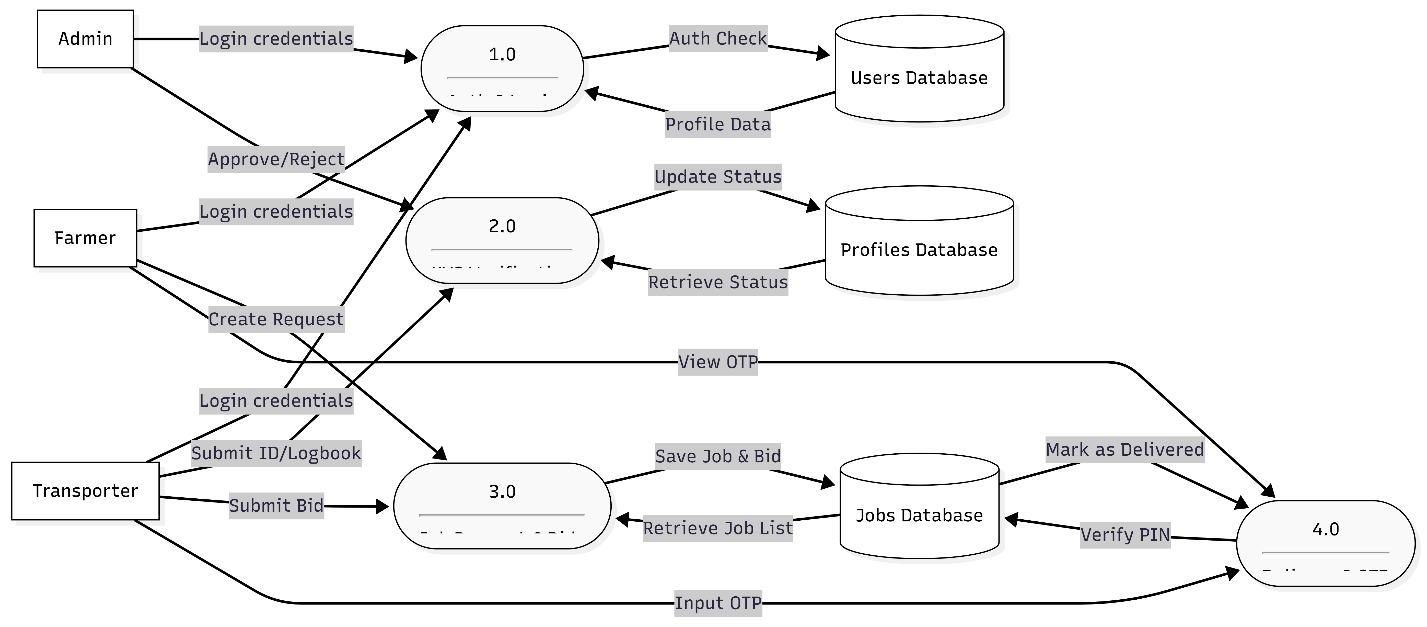 Admin
Login credentials
1.0
Auth Check
Users Database
Profile Data
Approve/Reject
Update Status
Login credentials
2.0
Farmer
Profiles Database
Retrieve Status
Create Request
View OTP
Login credentials
Submit ID/Logbook
Save Job & Bid
Mark as Delivered
Transporter
3.0
Submit Bid
Jobs Database
Retrieve Job List
4.0
Verify PIN
Input OTP